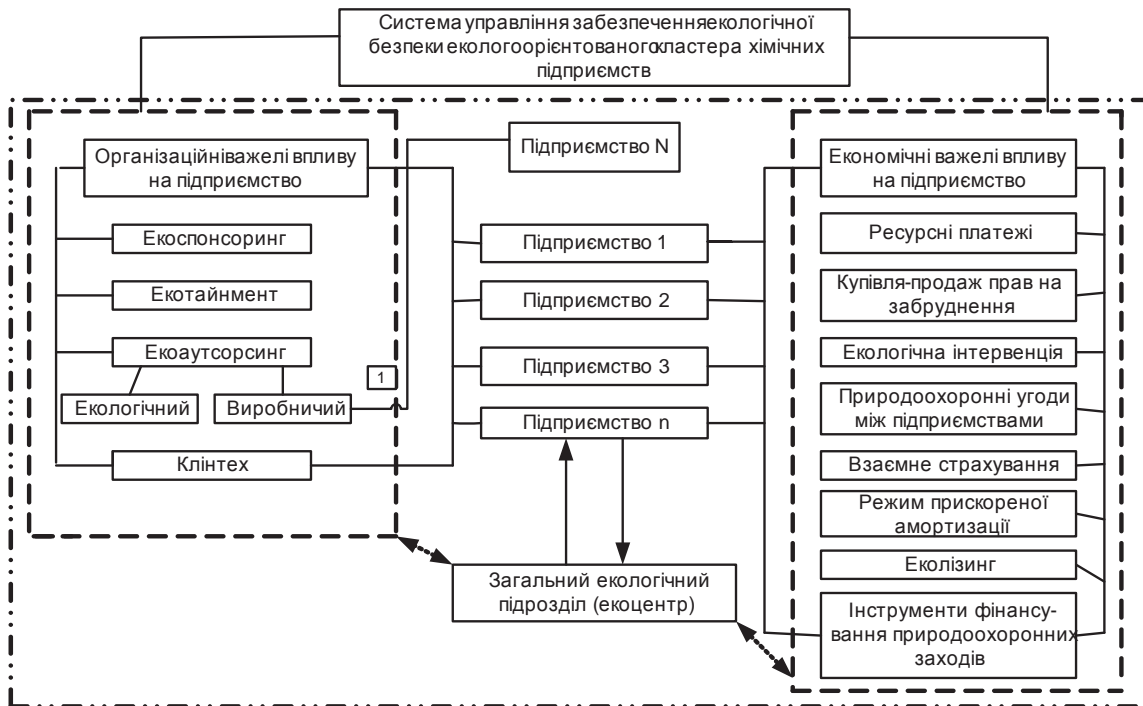 Система управління забезпеченняекологічної
безпеки екологоорієнтованогокластера хімічних
підприємств
Організаційніважелі впливу
на підприємство
Екоспонсоринг
Екотайнмент
Екоаутсорсинг
1
Екологічний
Виробничий
Клінтех
Підприємство N
Підприємство 1
Підприємство 2
Підприємство 3
Підприємство n
Загальний екологічний
підрозділ (екоцентр)
Економічні важелі впливу
на підприємство
Ресурсні платежі
Купівля-продаж прав на
забруднення
Екологічна інтервенція
Природоохоронні угоди
між підприємствами
Взаємне страхування
Режим прискореної
амортизації
Еколізинг
Інструменти фінансу-
вання природоохоронних
заходів